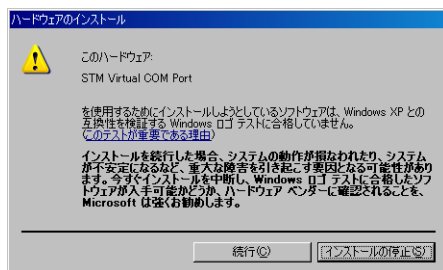 ハードウェアのインストール
このハードウェア:
STM Virtual COM Port
を使用するためにインストールしようとしているソフトウェアは、Windows XP との
互換性を検証する Windows ロゴ テストに合格していません。
(このテストが重要である理由)
インストールを続行した場合、システムの動作が損なわれたり、システム
が不安定になるなど、重大な障害を引き起こす要因となる可能性があり
ます。今すぐインストールを中断し、Windows ロゴ テストに合格したソフ
トウェアが入手可能かどうか、ハードウェア ベンダーに確認されることを、
Microsoft は強くお勧めします。
続行(C)
インストールの停止(S)